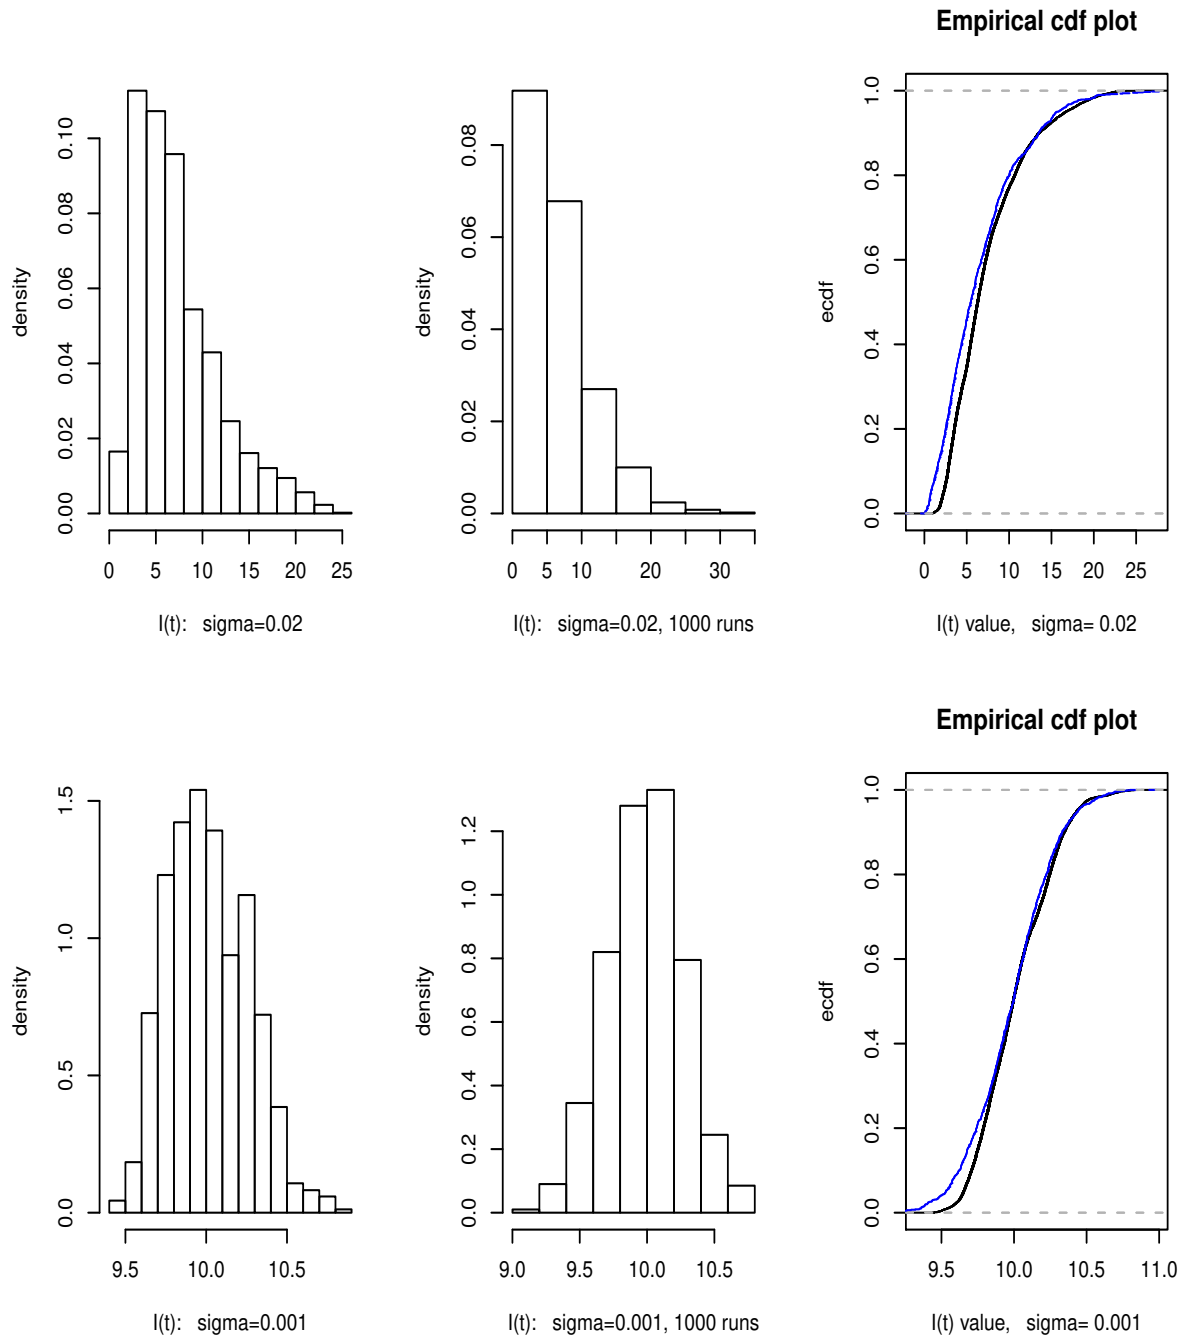 Empirical cdf plot
density
0.00 0.02 0.04 0.06 0.08 0.10
0 5 10 15 20 25
I(t): sigma=0.02
density
0.00 0.02 0.04 0.06 0.08
0 5 10 20 30
I(t): sigma=0.02, 1000 runs
ecdf
0.0 0.2 0.4 0.6 0.8 1.0
0 5 10 15 20 25
I(t) value, sigma= 0.02
Empirical cdf plot
density
0.0 0.5 1.0 1.5
9.5 10.0 10.5
I(t): sigma=0.001
density
0.0 0.2 0.4 0.6 0.8 1.0 1.2
9.0 9.5 10.0 10.5
I(t): sigma=0.001, 1000 runs
ecdf
0.0 0.2 0.4 0.6 0.8 1.0
9.5 10.0 10.5 11.0
I(t) value, sigma= 0.001